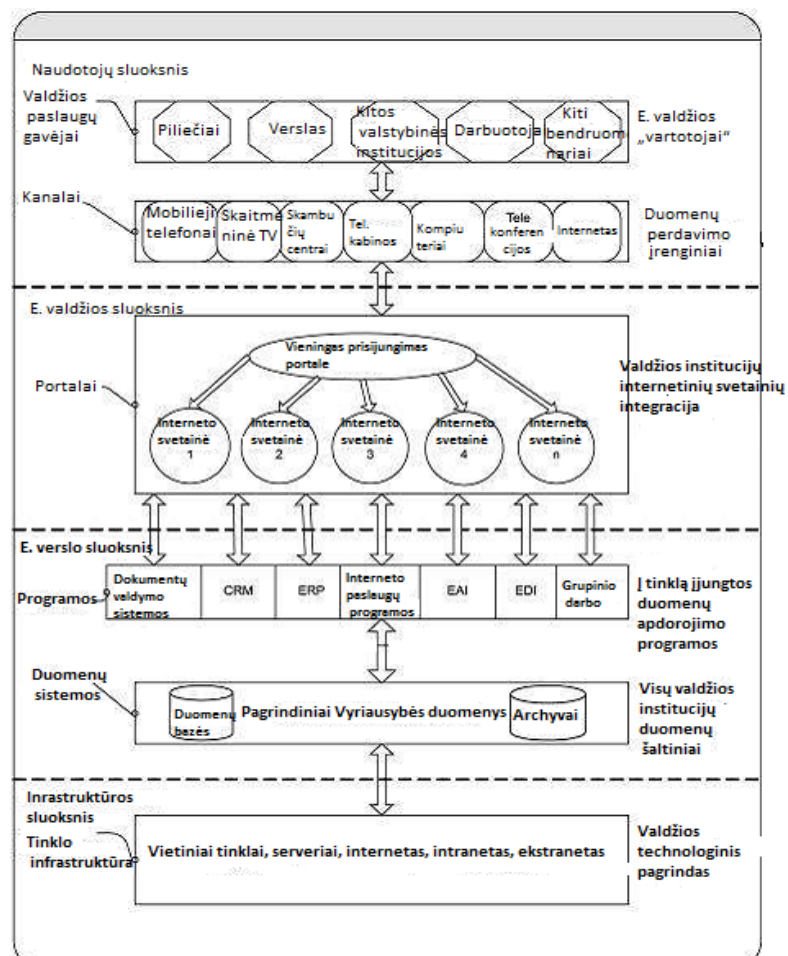 Naudotojų sluoksnis
Valdžios
paslaugų
gavėjai
Piliečiai
Verslas
Kitos
valstybinės
institucijos
Darbuotojai
Kiti
bendruome
nariai
E. valdžios
„vartotojai“
Kanalai
Mobilieji
telefonai
Skaitme
ninė TV
Skambu
čių
centrai
Tel.
kabinos
Kompiu
teriai
Tele
konferen
cijos
Internetas
Duomenų
perdavimo
įrenginiai
E. valdžios sluoksnis
Portalai
Vieningas prisijungimas
portale
Interneto
svetainė
1
Interneto
svetainė
2
Interneto
svetainė
3
Interneto
svetainė
4
Interneto
svetainė
n
Valdžios institucijų
internetinių svetainių
integracija
E. verslo sluoksnis
Programos
Dokumentų
valdymo
sistemos
CRM
ERP
Interneto
paslaugų
programos
EAI
EDI
Grupinio
darbo
Į tinklą įjungtos
duomenų
apdorojimo
programos
Duomenų
sistemos
Duomenų
bazės
Pagrindiniai Vyriausybės duomenys
Archyvai
Visų valdžios
institucijų
duomenų
šaltiniai
Inrastruktūros
sluoksnis
Tinklo
infrastruktūra
Vietiniai tinklai, serveriai, internetas, intranetas, ekstranetas
Valdžios
technologinis
pagrindas